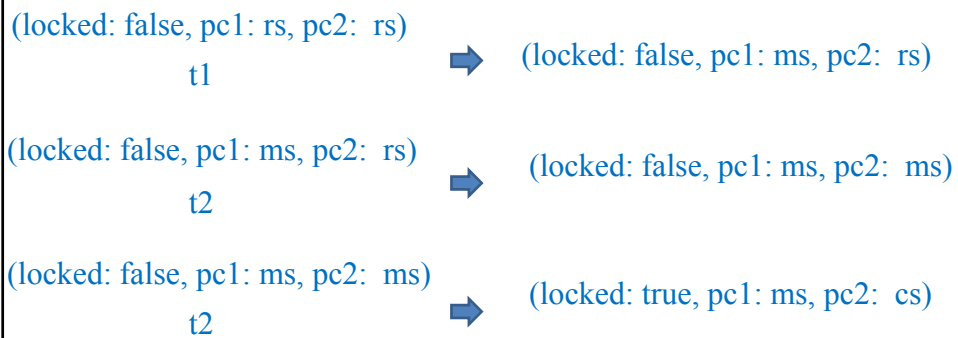 (locked: false, pc1: rs, pc2: rs)
t1
(locked: false, pc1: ms, pc2: rs)
(locked: false, pc1: ms, pc2: rs)
t2
(locked: false, pc1: ms, pc2: ms)
(locked: false, pc1: ms, pc2: ms)
t2
(locked: true, pc1: ms, pc2: cs)